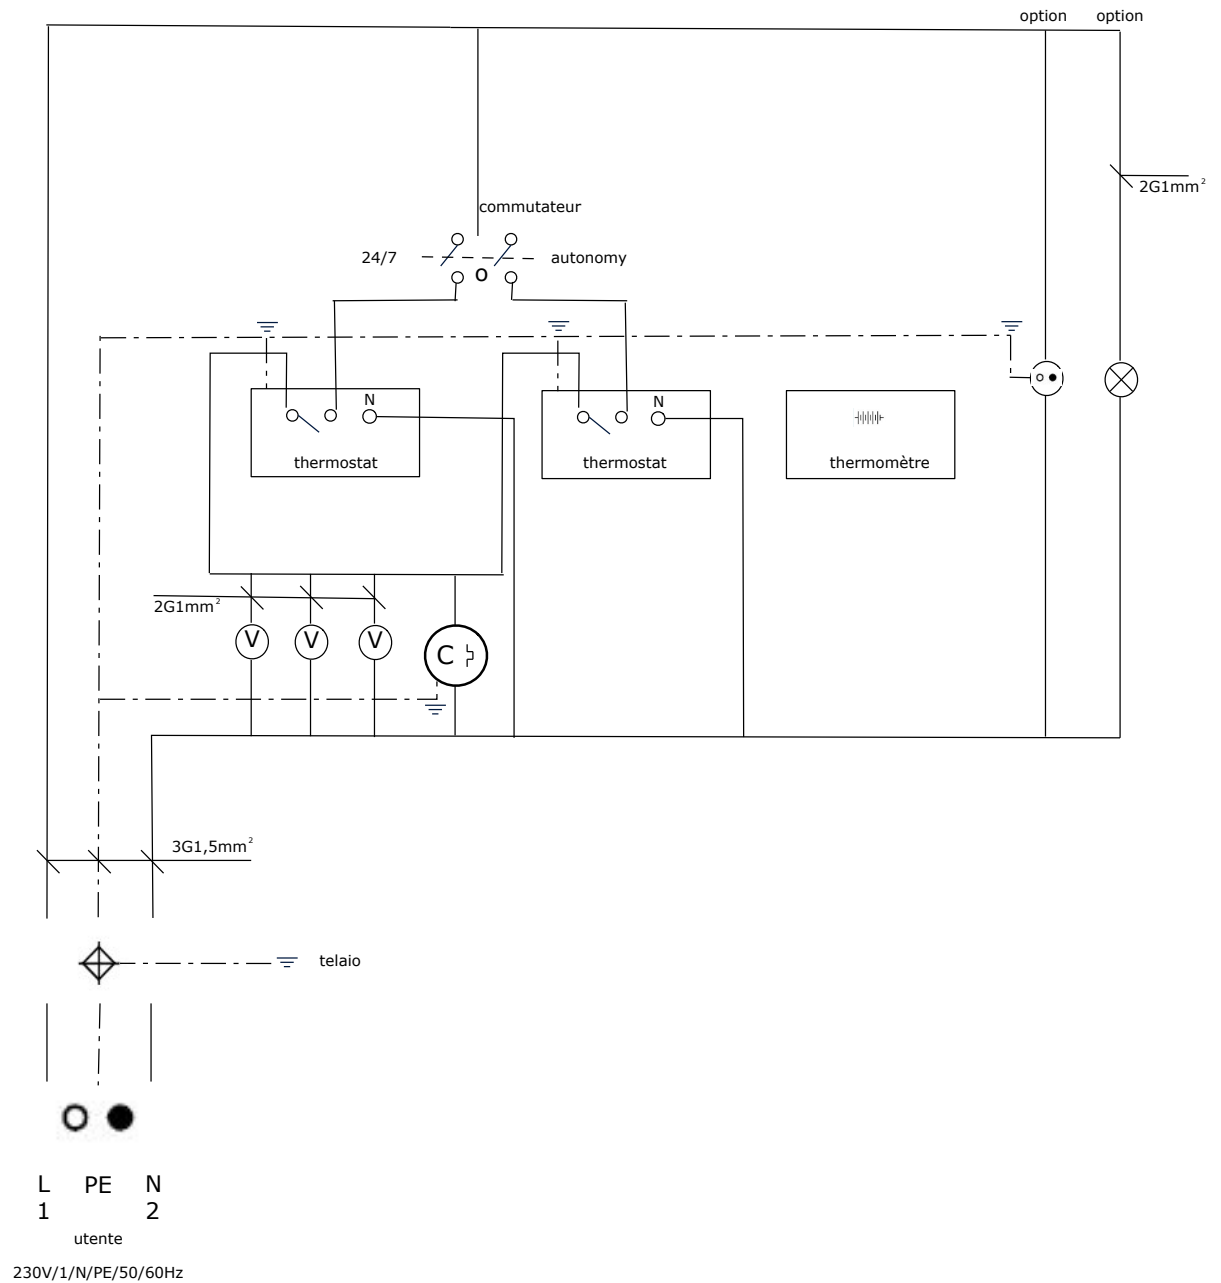 option option
2G1mm²
commutateur
24/7 autonomy
O
N N
thermostat thermostat thermomètre
2G1mm²
V V V C
3G1,5mm²
telaio
L PE N
1 2
utente
230V/1/N/PE/50/60Hz